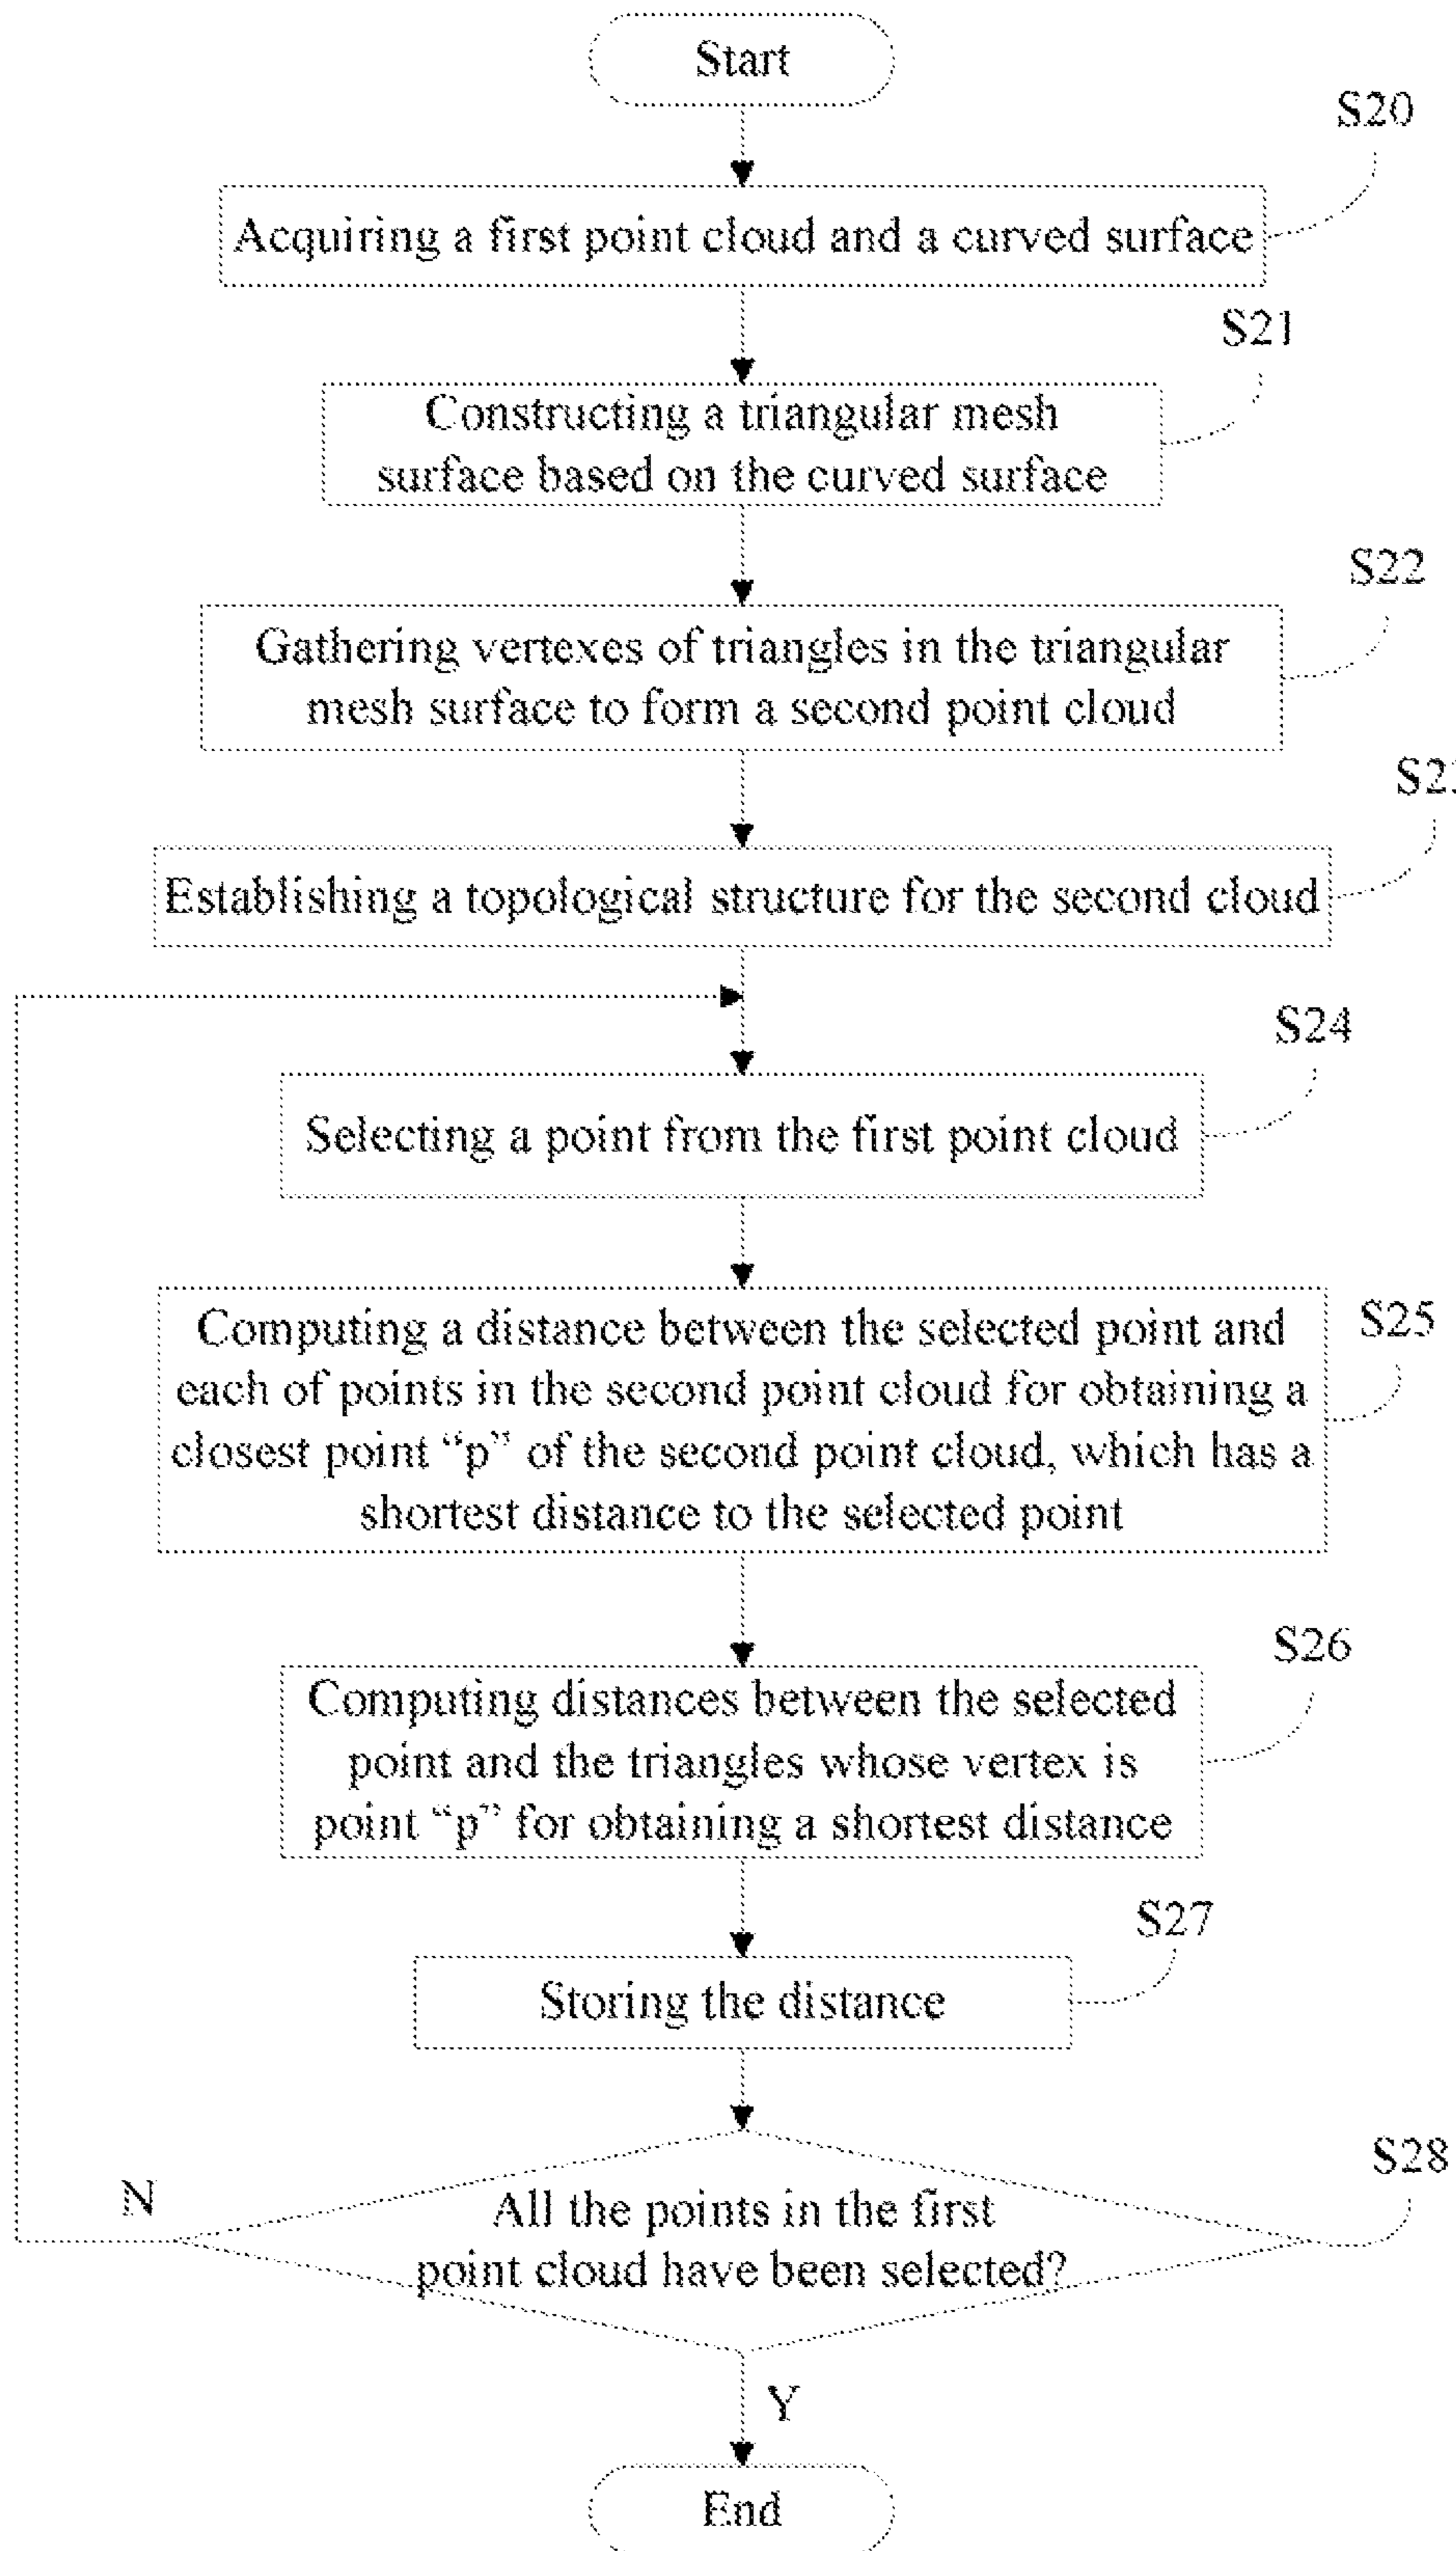 Start
S20
Acquiring a first point cloud and a curved surface
S21
Constructing a triangular mesh
surface based on the curved surface
S22
Gathering vertexes of triangles in the triangular
mesh surface to form a second point cloud
S23
Establishing a topological structure for the second cloud
S24
Selecting a point from the first point cloud
S25
Computing a distance between the selected point and
each of points in the second point cloud for obtaining a
closest point “p” of the second point cloud, which has a
shortest distance to the selected point
S26
Computing distances between the selected
point and the triangles whose vertex is
point “p” for obtaining a shortest distance
S27
Storing the distance
S28
N
All the points in the first
point cloud have been selected?
Y
End